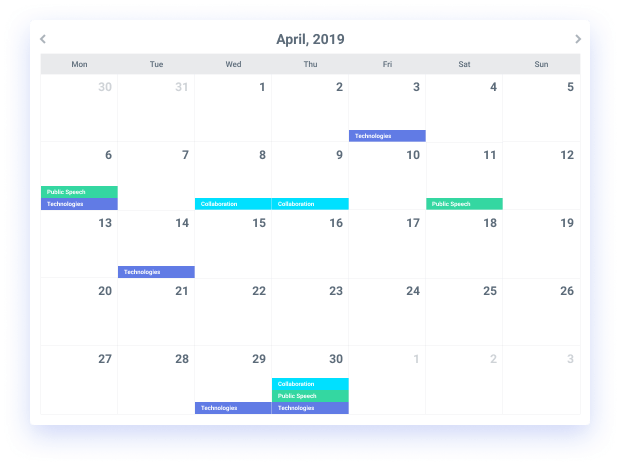 April, 2019
Mon Tue Wed Thu Fri Sat Sun
30 31 1 2 3 4 5
Technologies
6 7 8 9 10 11 12
Public Speech
Technologies Collaboration Collaboration Public Speech
13 14 15 16 17 18 19
Technologies
20 21 22 23 24 25 26
27 28 29 30 1 2 3
Collaboration
Public Speech
Technologies Technologies